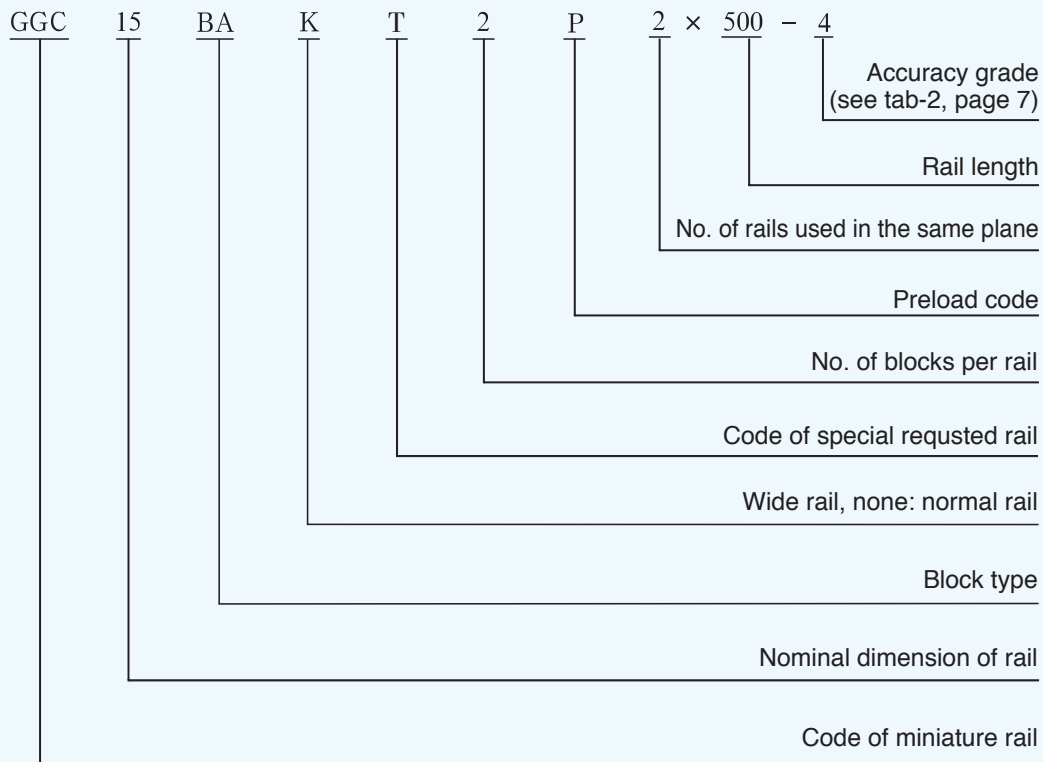 GGC 15 BA K T 2 P 2 × 500 - 4
Accuracy grade
(see tab-2, page 7)
Rail length
No. of rails used in the same plane
Preload code
No. of blocks per rail
Code of special requsted rail
Wide rail, none: normal rail
Block type
Nominal dimension of rail
Code of miniature rail